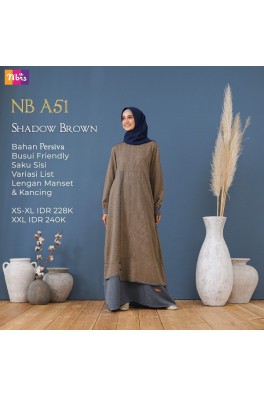 Nbis
NB A51
Shadow Brown
Bahan Persiva
Busui Friendly
Saku Sisi
Variasi List
Lengan Manset
& Kancing
XS-XL IDR 228K
XXL IDR 240K